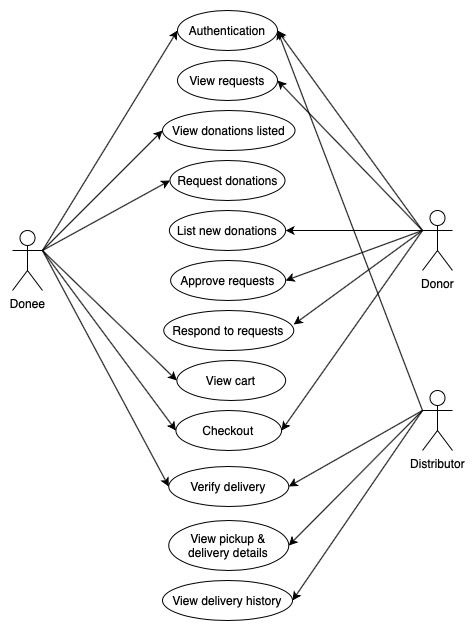 Authentication
View requests
View donations listed
Request donations
List new donations
Approve requests
Donor
Donee
Respond to requests
View cart
Checkout
Distributor
Verify delivery
View pickup &
delivery details
View delivery history